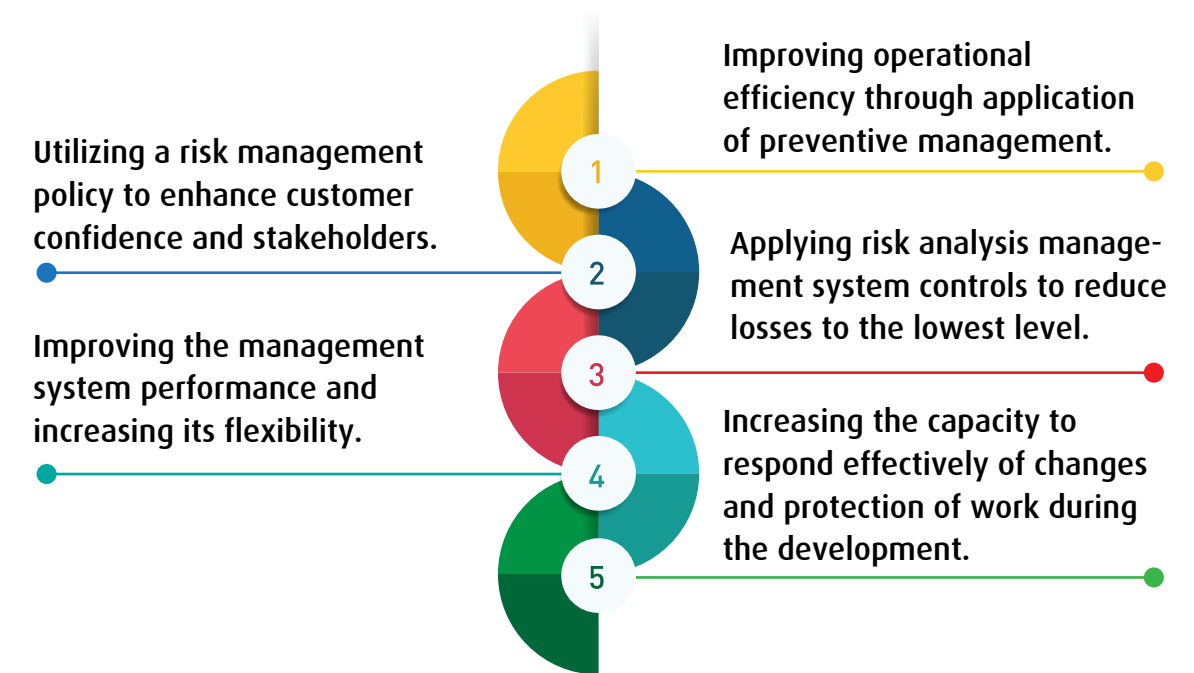 1
Improving operational
efficiency through application
of preventive management.
2
Utilizing a risk management
policy to enhance customer
confidence and stakeholders.
3
Applying risk analysis manage-
ment system controls to reduce
losses to the lowest level.
4
Improving the management
system performance and
increasing its flexibility.
5
Increasing the capacity to
respond effectively of changes
and protection of work during
the development.